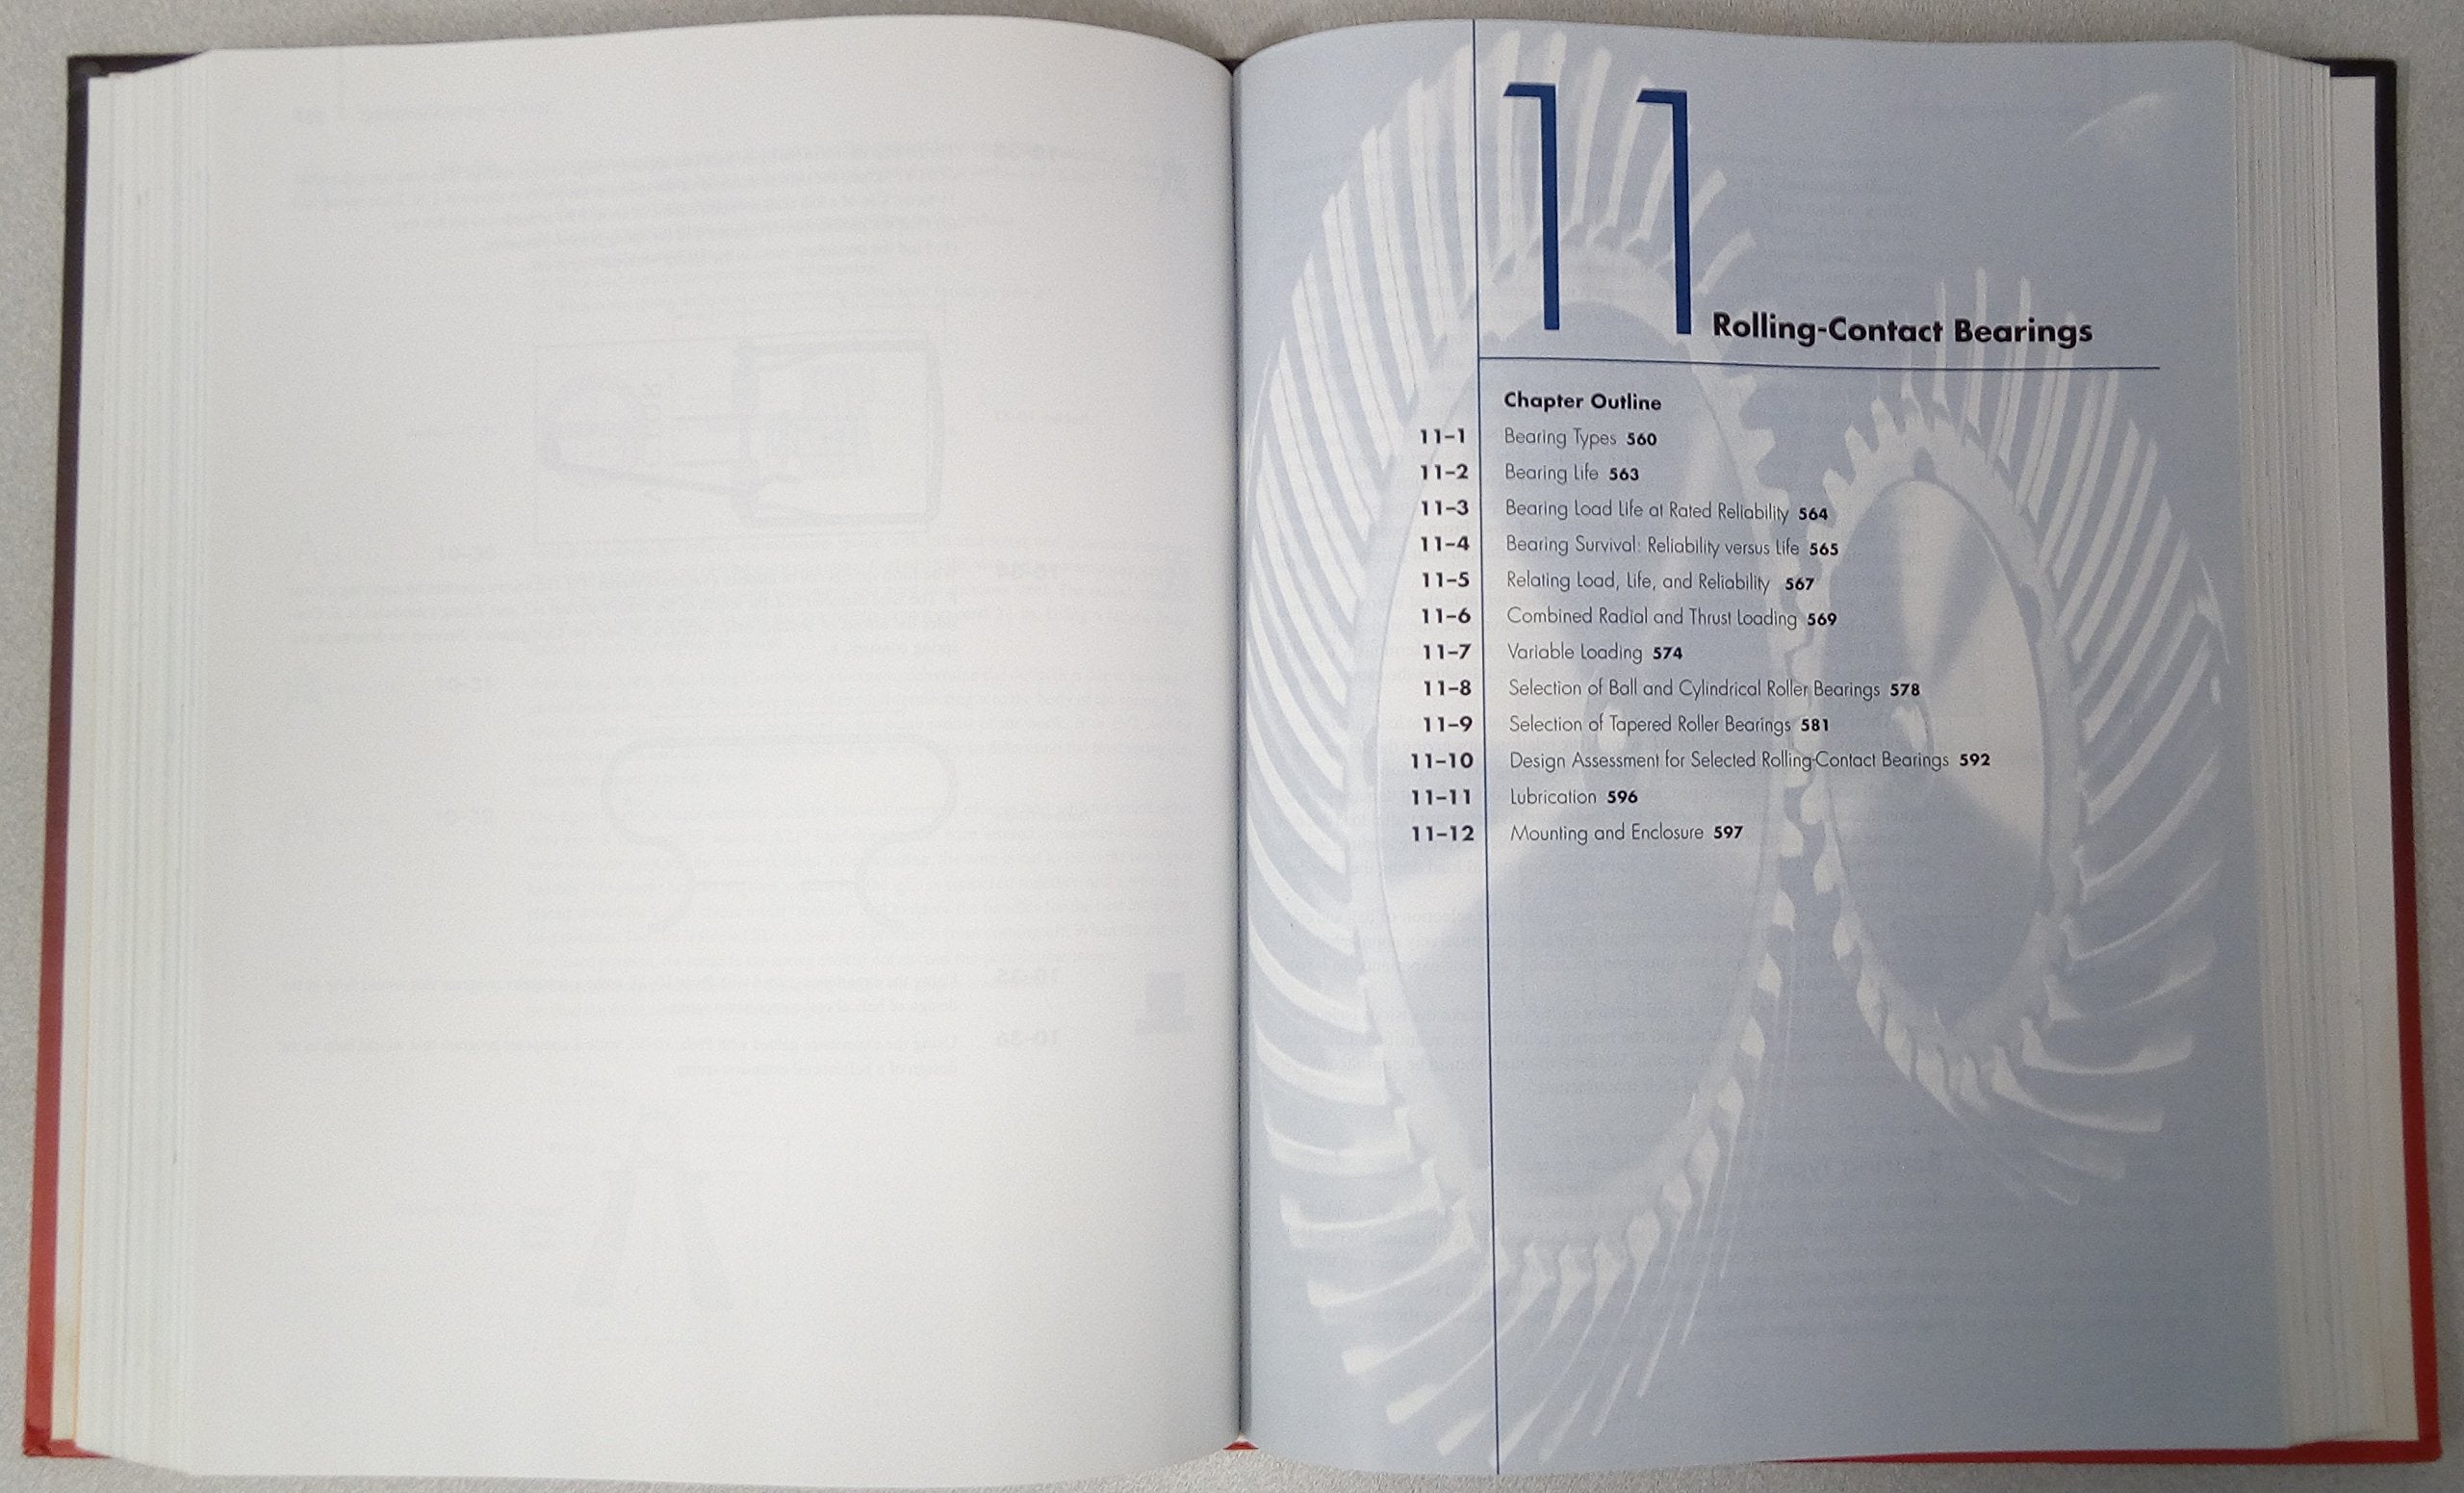 11
Rolling-Contact Bearings
Chapter Outline
11–1 Bearing Types 560
11–2 Bearing Life 563
11–3 Bearing Load Life at Rated Reliability 564
11–4 Bearing Survival: Reliability versus Life 565
11–5 Relating Load, Life, and Reliability 567
11–6 Combined Radial and Thrust Loading 569
11–7 Variable Loading 574
11–8 Selection of Ball and Cylindrical Roller Bearings 578
11–9 Selection of Tapered Roller Bearings 581
11–10 Design Assessment for Selected Rolling-Contact Bearings 592
11–11 Lubrication 596
11–12 Mounting and Enclosure 597